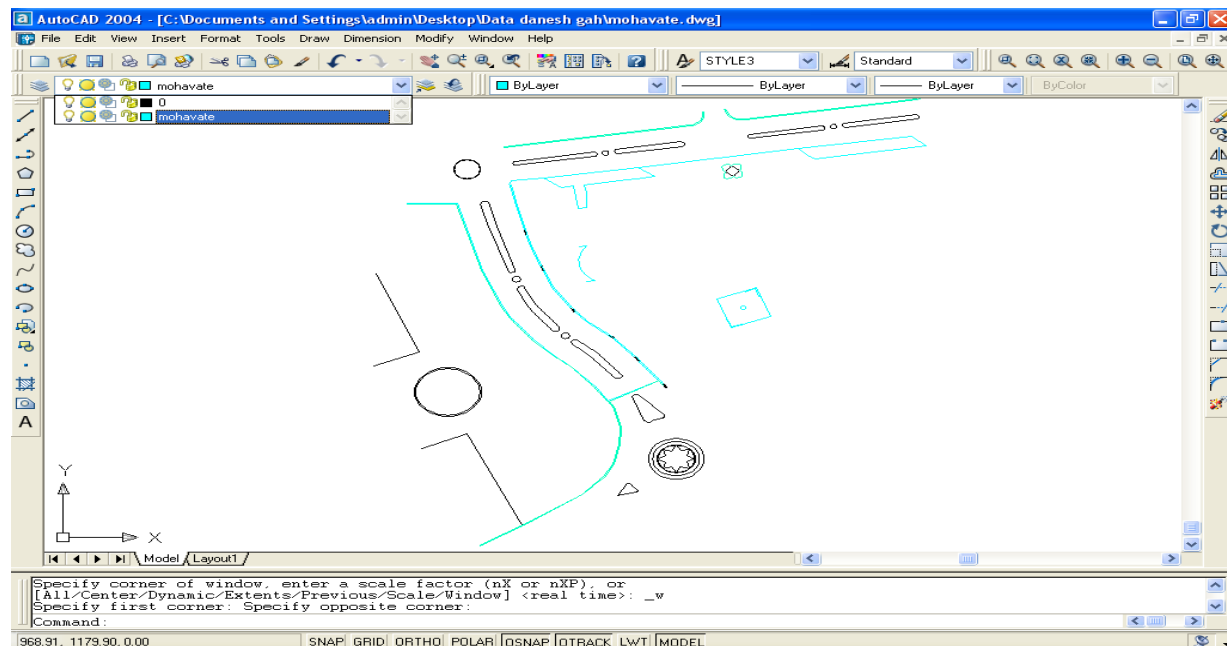 AutoCAD 2004 - [C:\Documents and Settings\admin\Desktop\Data danesh gah\mohavate.dwg]
File Edit View Insert Format Tools Draw Dimension Modify Window Help
STYLE3 Standard
mohavate ByLayer ByLayer ByLayer ByColor
0
mohavate
Y
X
Model Layout1
Specify corner of window, enter a scale factor (nX or nXP), or
[All/Center/Dynamic/Extents/Previous/Scale/Window] <real time>: _w
Specify first corner: Specify opposite corner:
Command:
968.91, 1179.90, 0.00 SNAP GRID ORTHO POLAR OSNAP OTRACK LWT MODEL